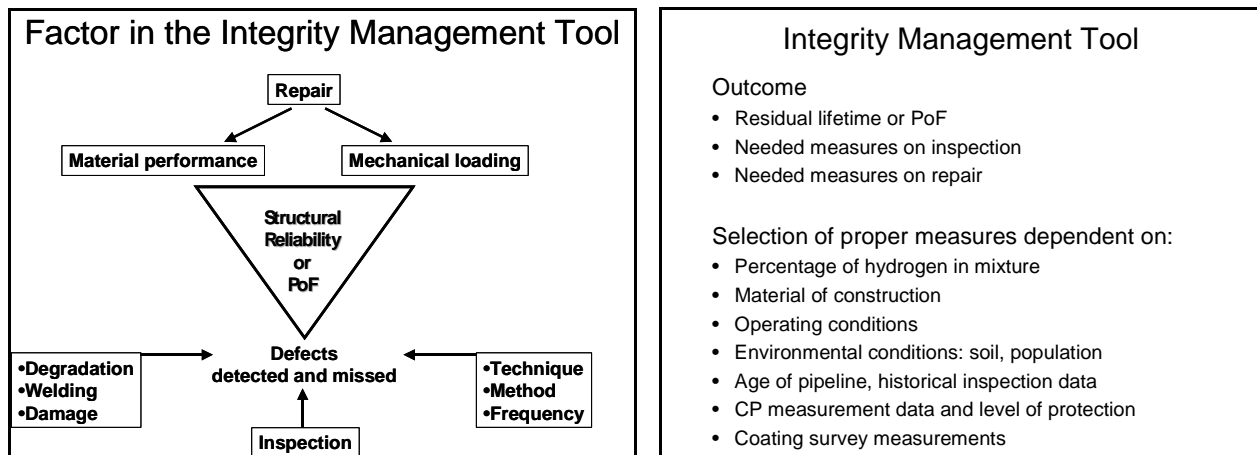 Factor in the Integrity Management Tool
Repair
Material performance
Mechanical loading
Structural
Reliability
or
PoF
Defects
detected and missed
•Degradation
•Welding
•Damage
•Technique
•Method
•Frequency
Inspection
Integrity Management Tool
Outcome
• Residual lifetime or PoF
• Needed measures on inspection
• Needed measures on repair
Selection of proper measures dependent on:
• Percentage of hydrogen in mixture
• Material of construction
• Operating conditions
• Environmental conditions: soil, population
• Age of pipeline, historical inspection data
• CP measurement data and level of protection
• Coating survey measurements